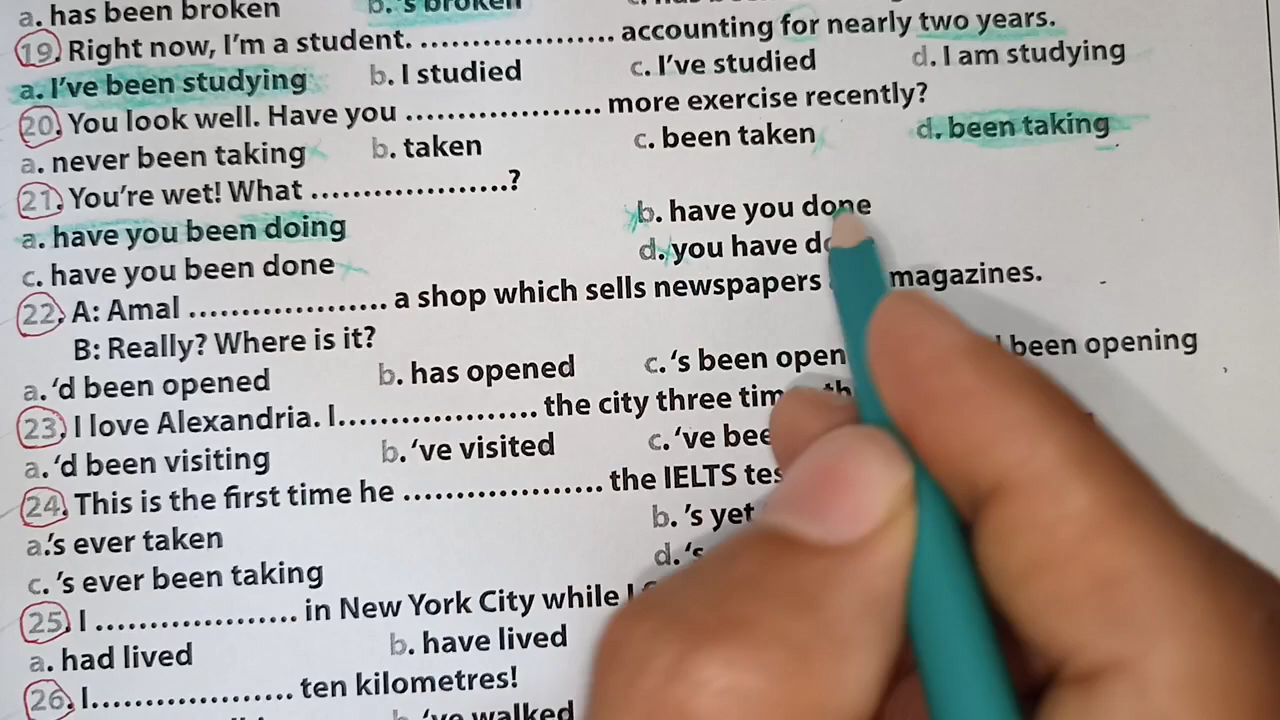 a. has been broken b. 's broken
19. Right now, I'm a student. .................... accounting for nearly two years.
a. I've been studying b. I studied c. I've studied d. I am studying
20. You look well. Have you .................... more exercise recently?
a. never been taking b. taken c. been taken d. been taking
21. You're wet! What ....................?
a. have you been doing b. have you done
c. have you been done d. you have
22. A: Amal .................... a shop which sells newspapers magazines.
B: Really? Where is it?
a. 'd been opened b. has opened c. 's been open been opening
23. I love Alexandria. I.................... the city three
a. 'd been visiting b. 've visited c. 've
24. This is the first time he .................... the IELTS
a.'s ever taken b. 's yet
c. 's ever been taking d.
25. I .................... in New York City while I
a. had lived b. have lived
26. I.................... ten kilometres!
've walked